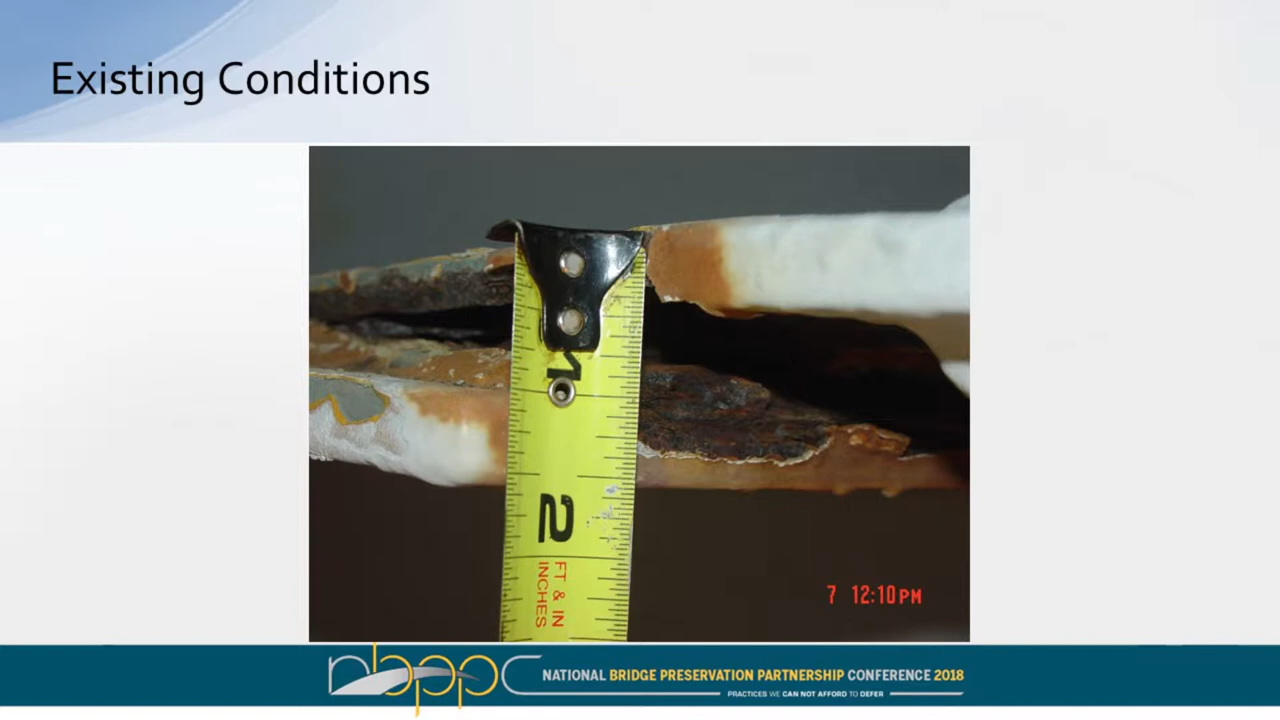 Existing Conditions
1
2
FT & IN
INCHES
7 12:10PM
nbppc
NATIONAL BRIDGE PRESERVATION PARTNERSHIP CONFERENCE 2018
PRACTICES WE CAN NOT AFFORD TO DEFER